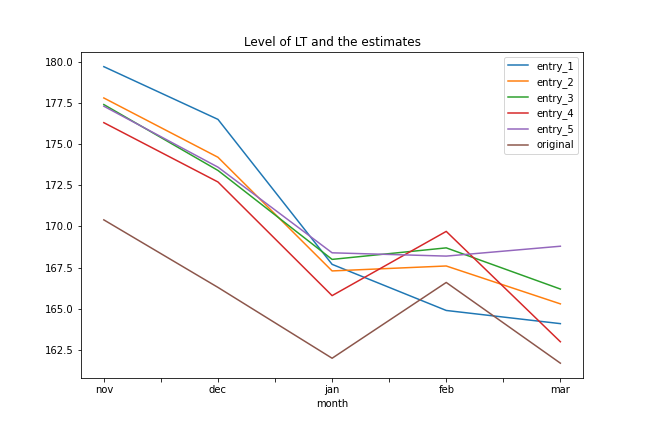 Level of LT and the estimates
180.0
177.5
175.0
172.5
170.0
167.5
165.0
162.5
entry_1
entry_2
entry_3
entry_4
entry_5
original
nov dec jan feb mar
month